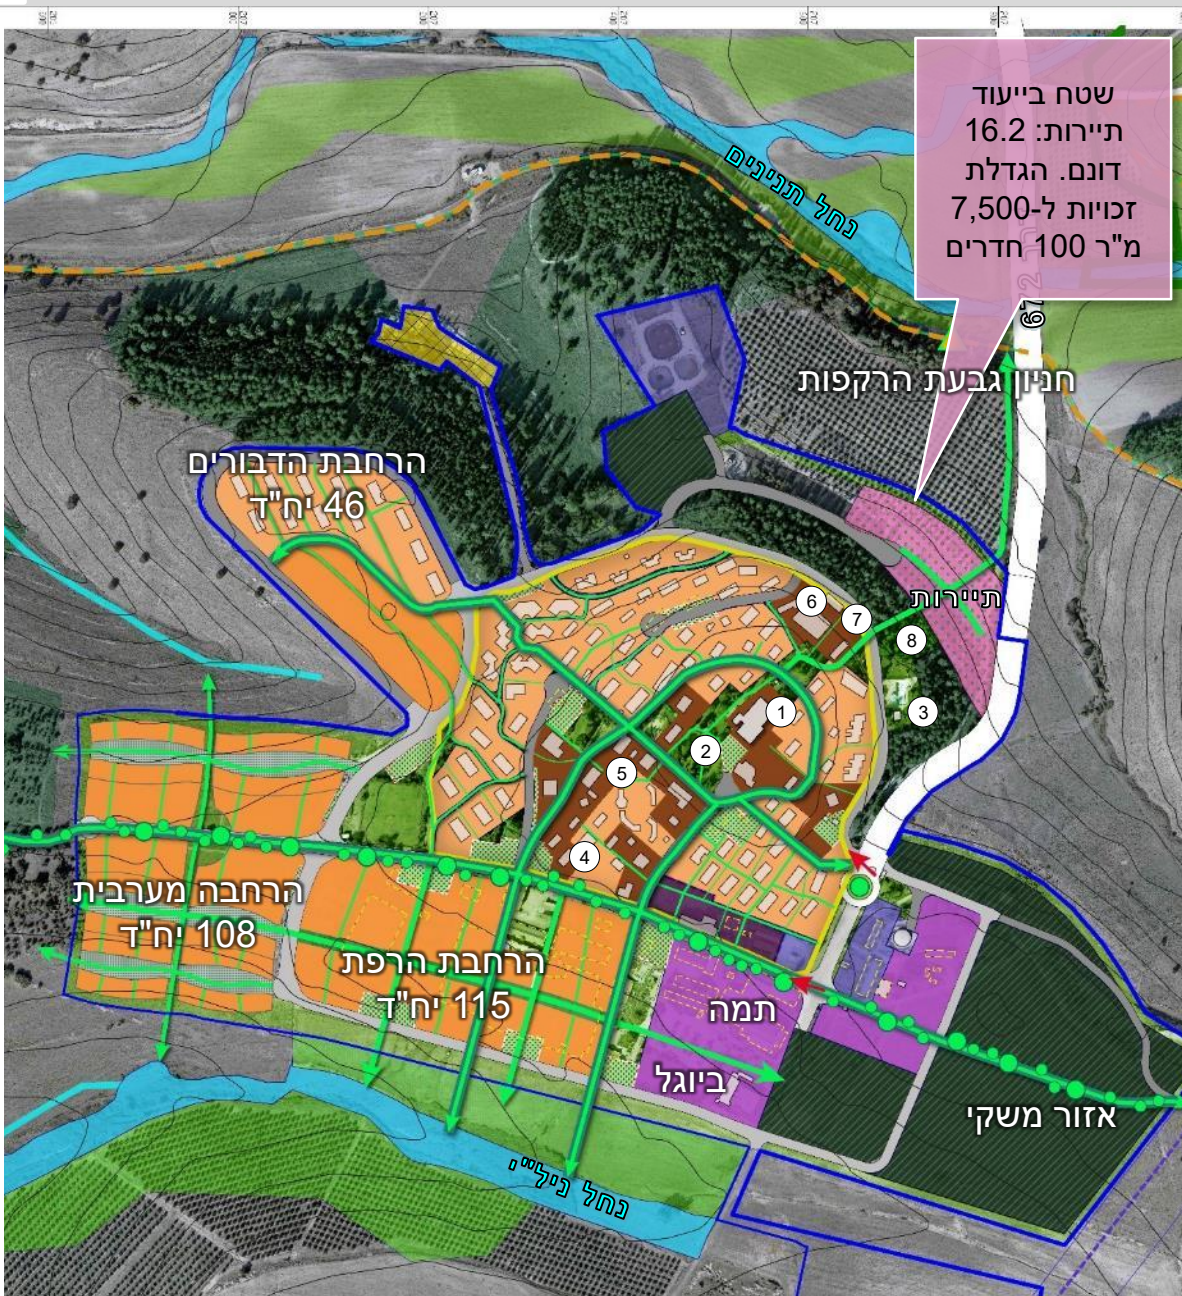 שטח בייעוד
תיירות: 16.2
דונם. הגדלת
זכויות ל-7,500
מ"ר 100 חדרים
נחל תנינים
חניון גבעת הרקפות
הרחבת הדבורים
46 יח"ד
תיירות
6
7
8
3
1
2
5
4
הרחבה מערבית
108 יח"ד
הרחבת הרפת
115 יח"ד
תמה
ביוגל
אזור משקי
נחל ניל"י